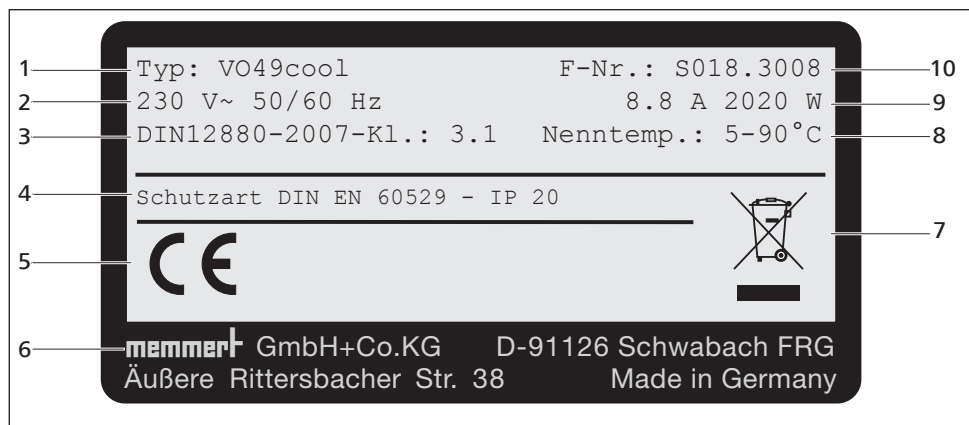 1 Typ: VO49cool F-Nr.: S018.3008 10
2 230 V~ 50/60 Hz 8.8 A 2020 W 9
3 DIN12880-2007-Kl.: 3.1 Nenntemp.: 5-90°C 8
4 Schutzart DIN EN 60529 - IP 20
5 CE 7
6 memmert GmbH+Co.KG D-91126 Schwabach FRG
Äußere Rittersbacher Str. 38 Made in Germany